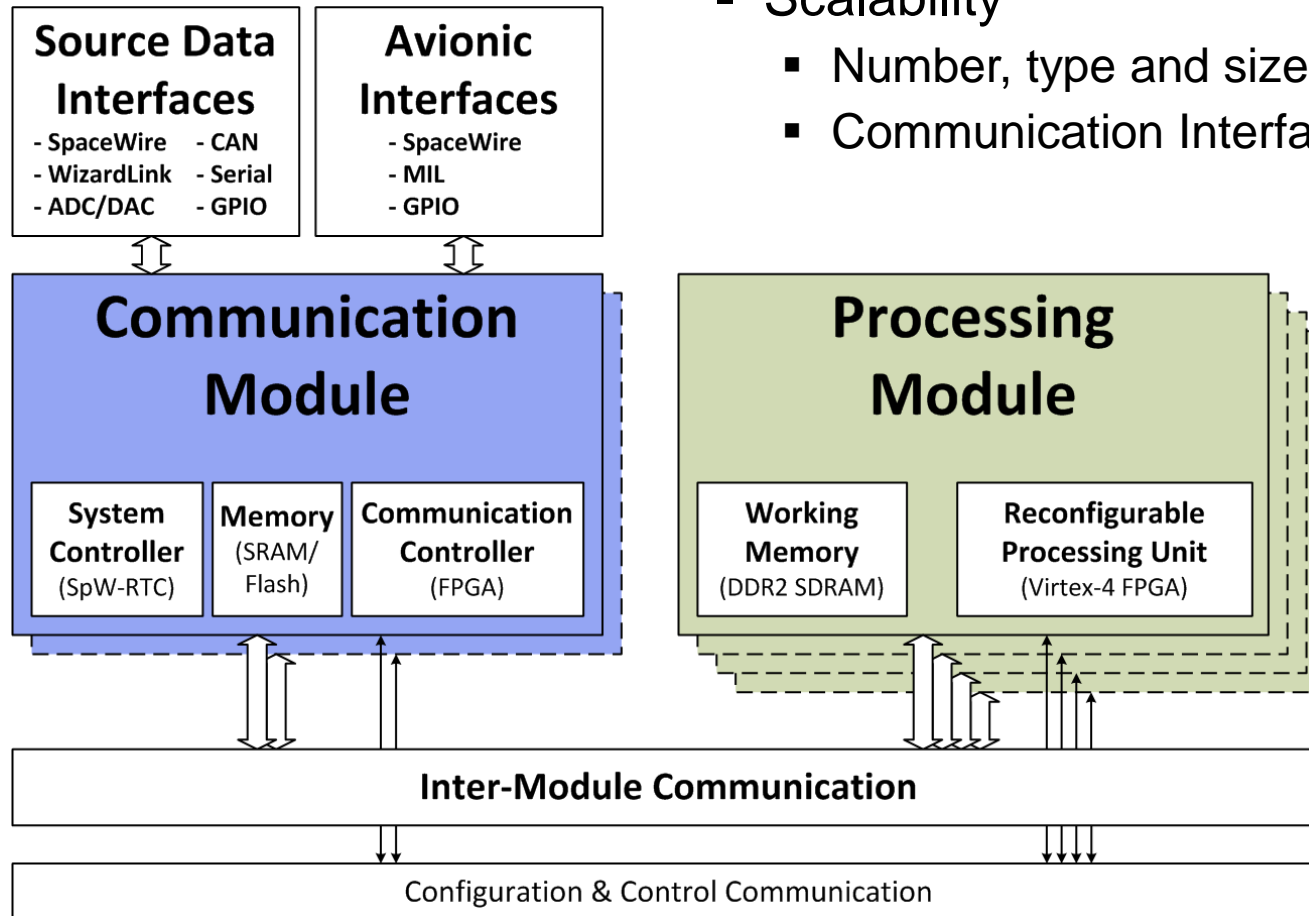 Source Data
Interfaces
- SpaceWire - CAN
- WizardLink - Serial
- ADC/DAC - GPIO
Avionic
Interfaces
- SpaceWire
- MIL
- GPIO
Scalability
▪ Number, type and size
▪ Communication
Communication
Module
System
Controller
(SpW-RTC)
Memory
(SRAM/
Flash)
Communication
Controller
(FPGA)
Processing
Module
Working
Memory
(DDR2 SDRAM)
Reconfigurable
Processing Unit
(Virtex-4 FPGA)
Inter-Module Communication
Configuration & Control Communication